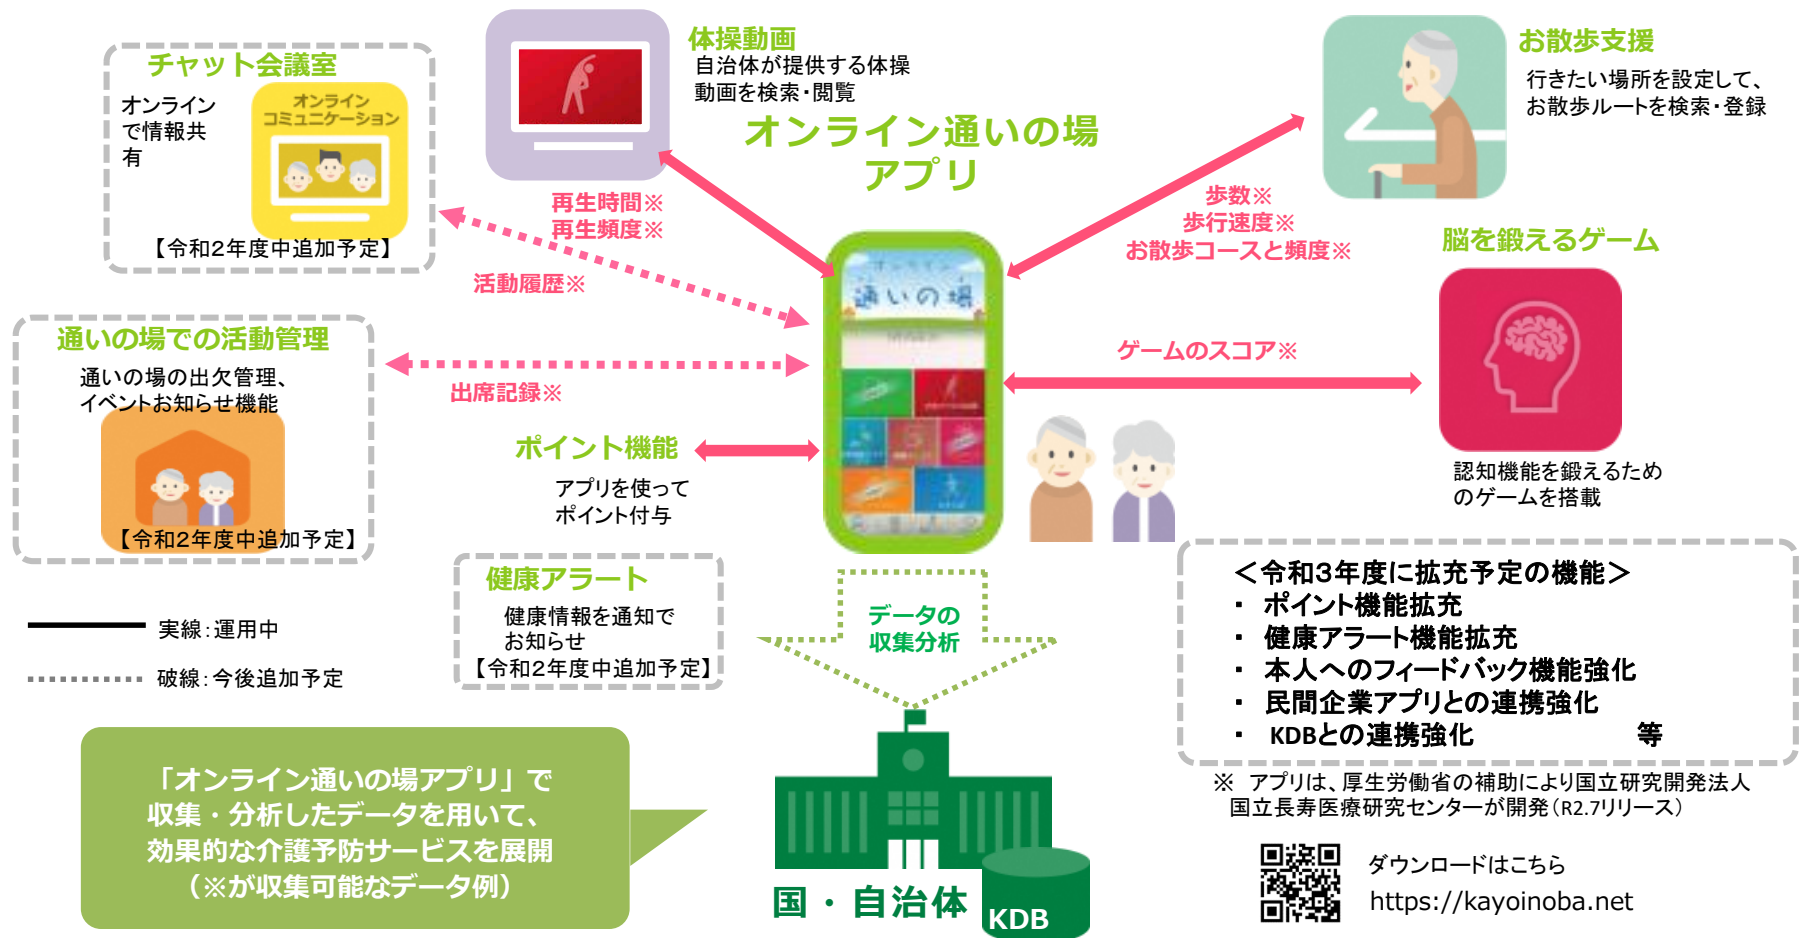 チャット会議室
オンライン
で情報共
有
オンライン
コミュニケーション
【令和2年度中追加予定】
体操動画
自治体が提供する体操
動画を検索・閲覧
オンライン通いの場
アプリ
お散歩支援
行きたい場所を設定して、
お散歩ルートを検索・登録
再生時間※
再生頻度※
活動履歴※
歩数※
歩行速度※
お散歩コースと頻度※
脳を鍛えるゲーム
ゲームのスコア※
認知機能を鍛えるため
のゲームを搭載
通いの場での活動管理
通いの場の出欠管理、
イベントお知らせ機能
【令和2年度中追加予定】
出席記録※
オンライン
通いの場
ポイント機能
アプリを使って
ポイント付与
健康アラート
健康情報を通知で
お知らせ
【令和2年度中追加予定】
データの
収集分析
実線：運用中
破線：今後追加予定
＜令和3年度に拡充予定の機能＞
・ ポイント機能拡充
・ 健康アラート機能拡充
・ 本人へのフィードバック機能強化
・ 民間企業アプリとの連携強化
・ KDBとの連携強化 等
※ アプリは、厚生労働省の補助により国立研究開発法人
国立長寿医療研究センターが開発（R2.7リリース）
「オンライン通いの場アプリ」で
収集・分析したデータを用いて、
効果的な介護予防サービスを展開
（※が収集可能なデータ例）
国・自治体
KDB
ダウンロードはこちら
https://kayoinoba.net